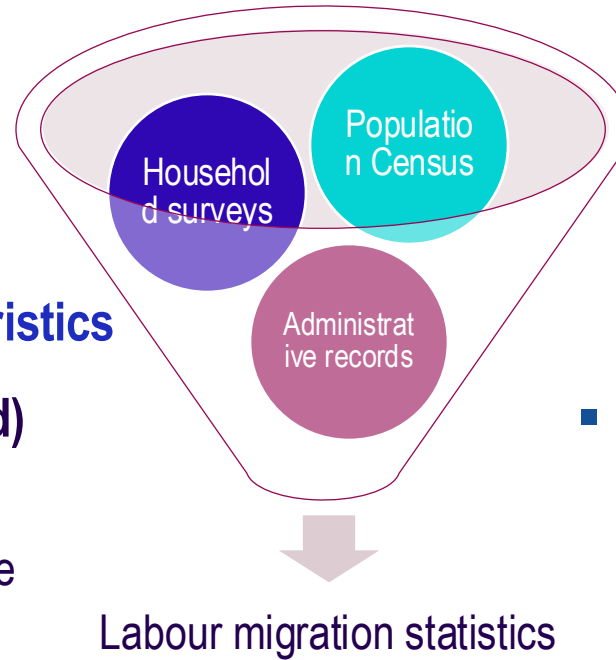 Populatio
n Census
Househol
d surveys
Administrat
ive records
ristics
d)
e
Labour migration statistics